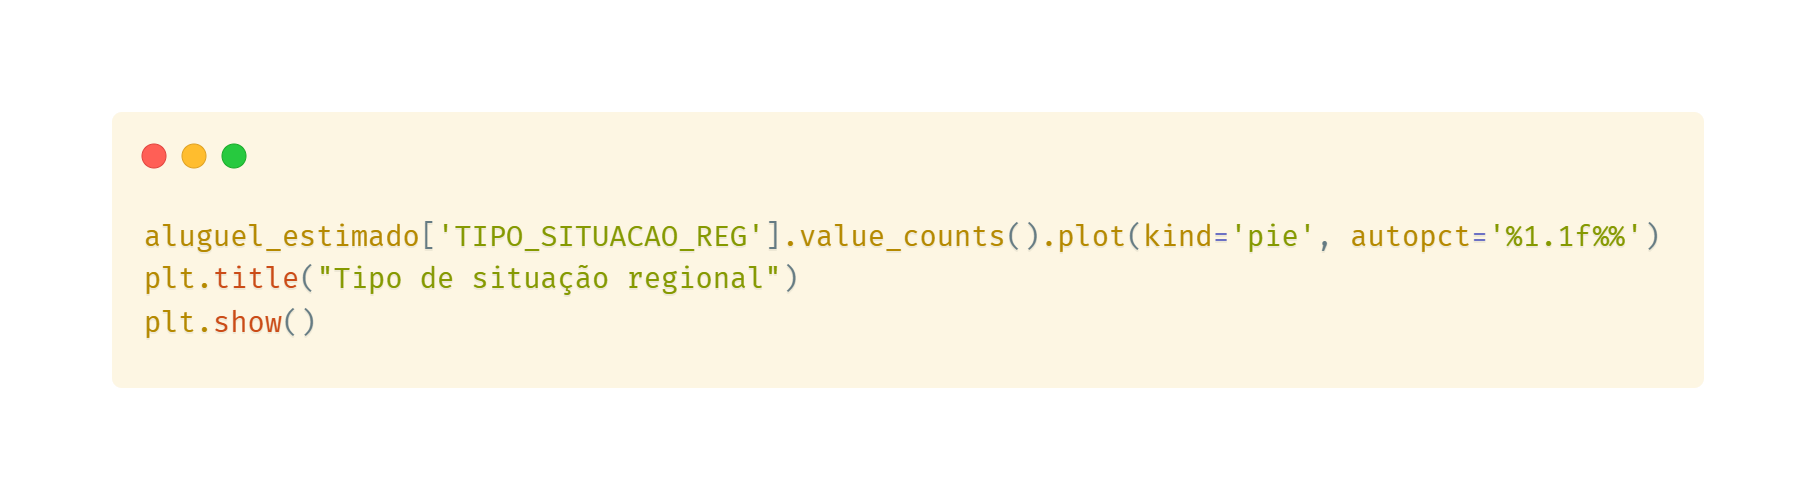 aluguel_estimado['TIPO_SITUACAO_REG'].value_counts().plot(kind='pie', autopct='%1.1f%%')
plt.title("Tipo de situação regional")
plt.show()